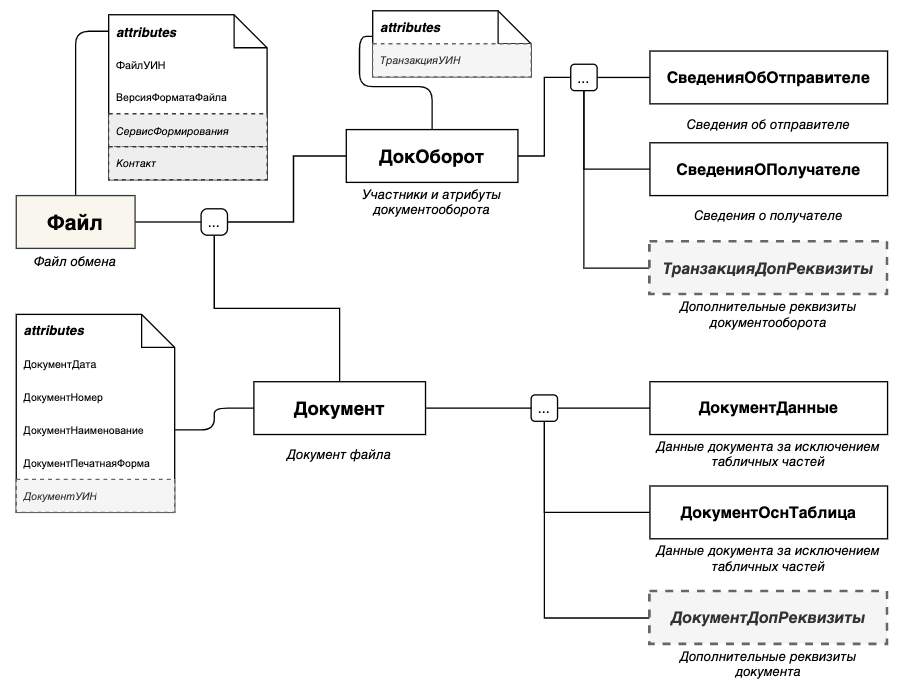 attributes
ФайлУИН
ВерсияФорматаФайла
СервисФормирования
Контакт
attributes
ТранзакцияУИН
Файл
Файл обмена
...
ДокОборот
Участники и атрибуты
документооборота
...
СведенияОбОтправителе
Сведения об отправителе
СведенияОПолучателе
Сведения о получателе
ТранзакцияДопРеквизиты
Дополнительные реквизиты
документооборота
attributes
ДокументДата
ДокументНомер
ДокументНаименование
ДокументПечатнаяФорма
ДокументУИН
Документ
Документ файла
...
ДокументДанные
Данные документа за исключением
табличных частей
ДокументОснТаблица
Данные документа за исключением
табличных частей
ДокументДопРеквизиты
Дополнительные реквизиты
документа